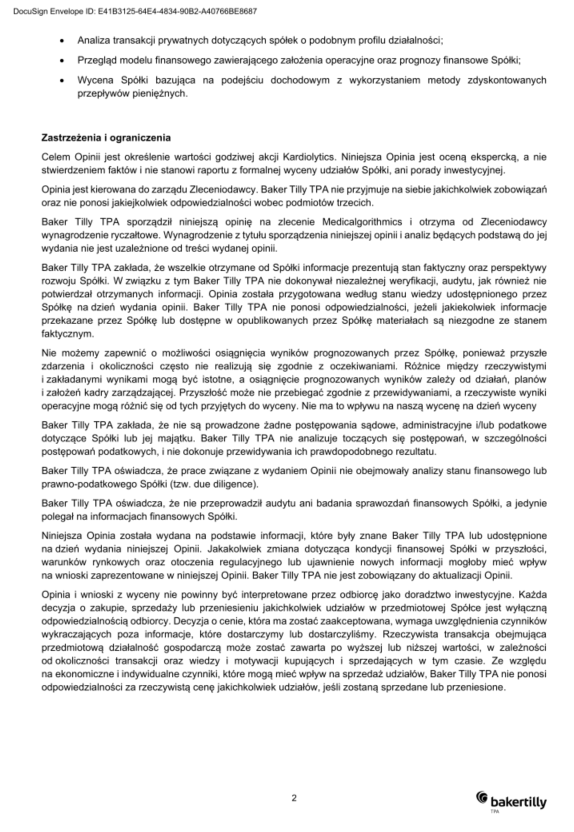 DocuSign Envelope ID: E41B3125-64E4-4834-90B2-A40766BE8687
• Analiza transakcji prywatnych dotyczących spółek o podobnym profilu działalności;
• Przegląd modelu finansowego zawierającego założenia operacyjne oraz prognozy finansowe Spółki;
• Wycena Spółki bazująca na podejściu dochodowym z wykorzystaniem metody zdyskontowanych
przepływów pieniężnych.
Zastrzeżenia i ograniczenia
Celem Opinii jest określenie wartości godziwej akcji Kardiolytics. Niniejsza Opinia jest oceną ekspercką, a nie
stwierdzeniem faktów i nie stanowi raportu z formalnej wyceny udziałów Spółki, ani porady inwestycyjnej.
Opinia jest kierowana do zarządu Zleceniodawcy. Baker Tilly TPA nie przyjmuje na siebie jakichkolwiek zobowiązań
oraz nie ponosi jakiejkolwiek odpowiedzialności wobec podmiotów trzecich.
Baker Tilly TPA sporządził niniejszą opinię na zlecenie Medicalgorithmics i otrzyma od Zleceniodawcy
wynagrodzenie ryczałtowe. Wynagrodzenie z tytułu sporządzenia niniejszej opinii i analiz będących podstawą do jej
wydania nie jest uzależnione od treści wydanej opinii.
Baker Tilly TPA zakłada, że wszelkie otrzymane od Spółki informacje prezentują stan faktyczny oraz perspektywy
rozwoju Spółki. W związku z tym Baker Tilly TPA nie dokonywał niezależnej weryfikacji, audytu, jak również nie
potwierdzał otrzymanych informacji. Opinia została przygotowana według stanu wiedzy udostępnionego przez
Spółkę na dzień wydania opinii. Baker Tilly TPA nie ponosi odpowiedzialności, jeżeli jakiekolwiek informacje
przekazane przez Spółkę lub dostępne w opublikowanych przez Spółkę materiałach są niezgodne ze stanem
faktycznym.
Nie możemy zapewnić o możliwości osiągnięcia wyników prognozowanych przez Spółkę, ponieważ przyszłe
zdarzenia i okoliczności często nie realizują się zgodnie z oczekiwaniami. Różnice między rzeczywistymi
i zakładanymi wynikami mogą być istotne, a osiągnięcie prognozowanych wyników zależy od działań, planów
i założeń kadry zarządzającej. Przyszłość może nie przebiegać zgodnie z przewidywaniami, a rzeczywiste wyniki
operacyjne mogą różnić się od tych przyjętych do wyceny. Nie ma to wpływu na naszą wycenę na dzień wyceny
Baker Tilly TPA zakłada, że nie są prowadzone żadne postępowania sądowe, administracyjne i/lub podatkowe
dotyczące Spółki lub jej majątku. Baker Tilly TPA nie analizuje toczących się postępowań, w szczególności
postępowań podatkowych, i nie dokonuje przewidywania ich prawdopodobnego rezultatu.
Baker Tilly TPA oświadcza, że prace związane z wydaniem Opinii nie obejmowały analizy stanu finansowego lub
prawno-podatkowego Spółki (tzw. due diligence).
Baker Tilly TPA oświadcza, że nie przeprowadził audytu ani badania sprawozdań finansowych Spółki, a jedynie
polegał na informacjach finansowych Spółki.
Niniejsza Opinia została wydana na podstawie informacji, które były znane Baker Tilly TPA lub udostępnione
na dzień wydania niniejszej Opinii. Jakakolwiek zmiana dotycząca kondycji finansowej Spółki w przyszłości,
warunków rynkowych oraz otoczenia regulacyjnego lub ujawnienie nowych informacji mogłoby mieć wpływ
na wnioski zaprezentowane w niniejszej Opinii. Baker Tilly TPA nie jest zobowiązany do aktualizacji Opinii.
Opinia i wnioski z wyceny nie powinny być interpretowane przez odbiorcę jako doradztwo inwestycyjne. Każda
decyzja o zakupie, sprzedaży lub przeniesieniu jakichkolwiek udziałów w przedmiotowej Spółce jest wyłączną
odpowiedzialnością odbiorcy. Decyzja o cenie, która ma zostać zaakceptowana, wymaga uwzględnienia czynników
wykraczających poza informacje, które dostarczymy lub dostarczyliśmy. Rzeczywista transakcja obejmująca
przedmiotową działalność gospodarczą może zostać zawarta po wyższej lub niższej wartości, w zależności
od okoliczności transakcji oraz wiedzy i motywacji kupujących i sprzedających w tym czasie. Ze względu
na ekonomiczne i indywidualne czynniki, które mogą mieć wpływ na sprzedaż udziałów, Baker Tilly TPA nie ponosi
odpowiedzialności za rzeczywistą cenę jakichkolwiek udziałów, jeśli zostaną sprzedane lub przeniesione.
2
bakertilly
TPA